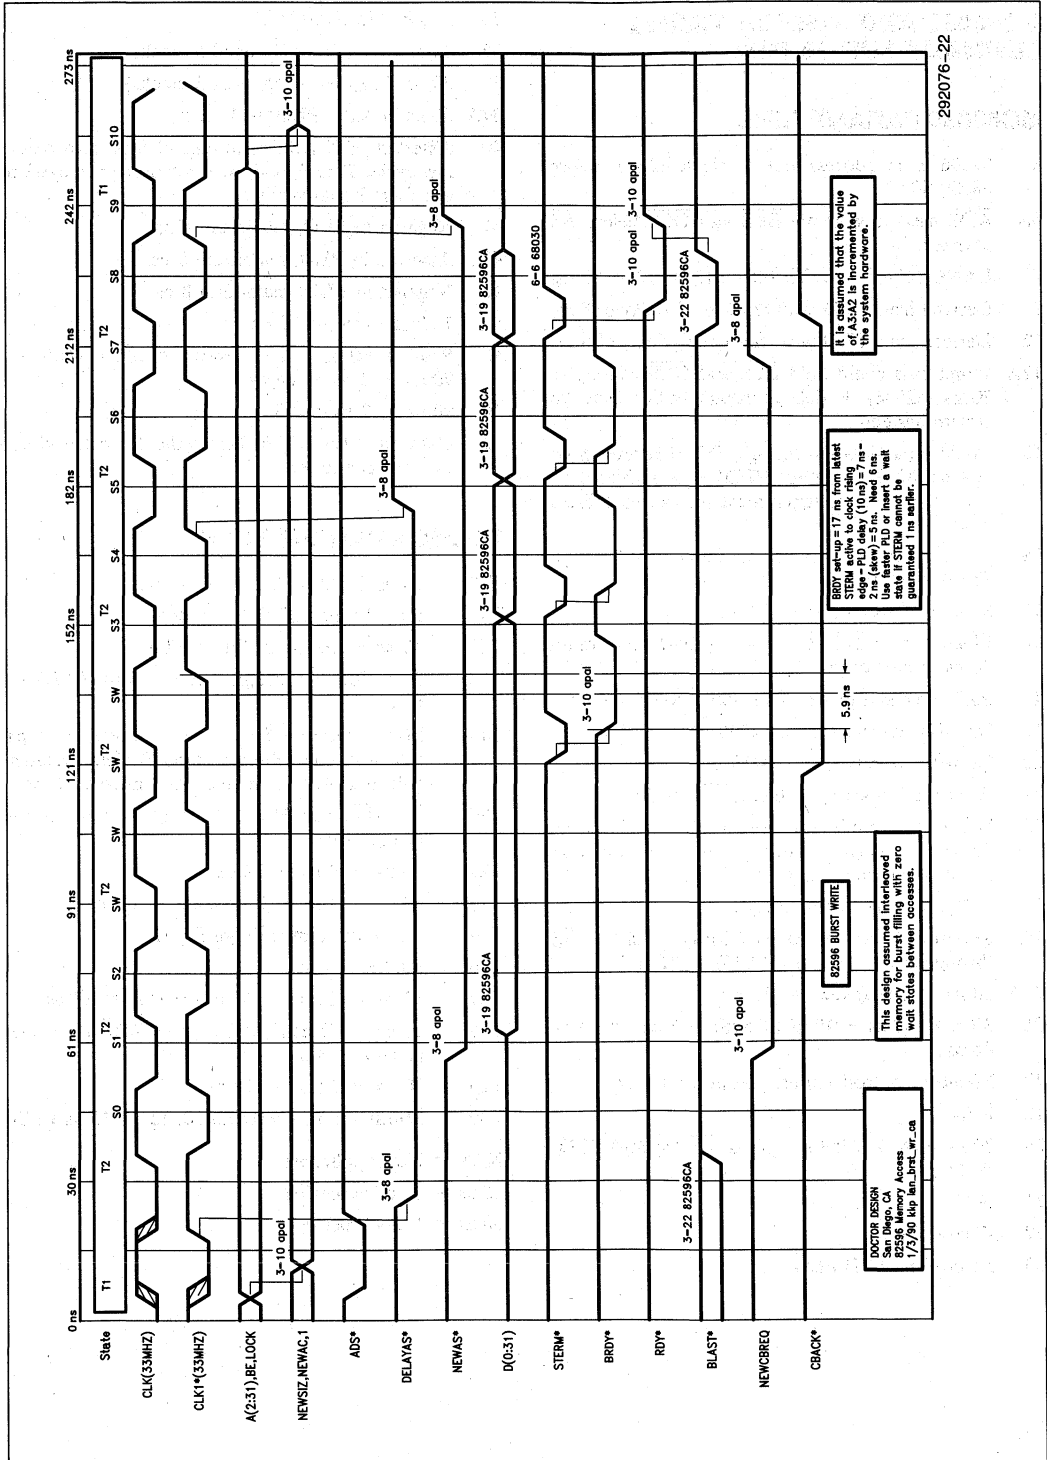 0 ns 30 ns 61 ns 91 ns 121 ns 152 ns 182 ns 212 ns 242 ns 273 ns
State T1 T2 T2 T2 T2 T2 T2 T2 T1
S0 S1 S2 SW SW SW SW S3 S4 S5 S6 S7 S8 S9 S10
CLK(33MHZ)
CLK1*(33MHZ)
A(2:31),BE,LOCK
3-10 apal 3-10 apal
NEWSIZ,NEWAC,1
ADS*
3-8 apal 3-8 apal
DELAYAS*
3-8 apal 3-8 apal
NEWAS*
3-19 82596CA 3-19 82596CA 3-19 82596CA 3-19 82596CA
D(0:31)
6-6 68030
STERM*
3-10 apal
BRDY*
3-10 apal 3-10 apal
RDY*
3-22 82596CA 3-22 82596CA
BLAST*
3-10 apal 3-8 apal
NEWCBREQ
CBACK*
5.9 ns
82596 BURST WRITE
DOCTOR DESIGN
San Diego, CA
82596 Memory Access
1/3/90 kkp lan_brst_wr_ca
This design assumed interleaved
memory for burst filling with zero
wait states between accesses.
BRDY set-up = 17 ns from latest
STERM active to clock rising
edge - PLD delay (10 ns) = 7 ns -
2 ns (skew) = 5 ns. Need 6 ns.
Use faster PLD or insert a wait
state if STERM cannot be
guaranteed 1 ns earlier.
It is assumed that the value
of A3:A2 is incremented by
the system hardware.
292076-22